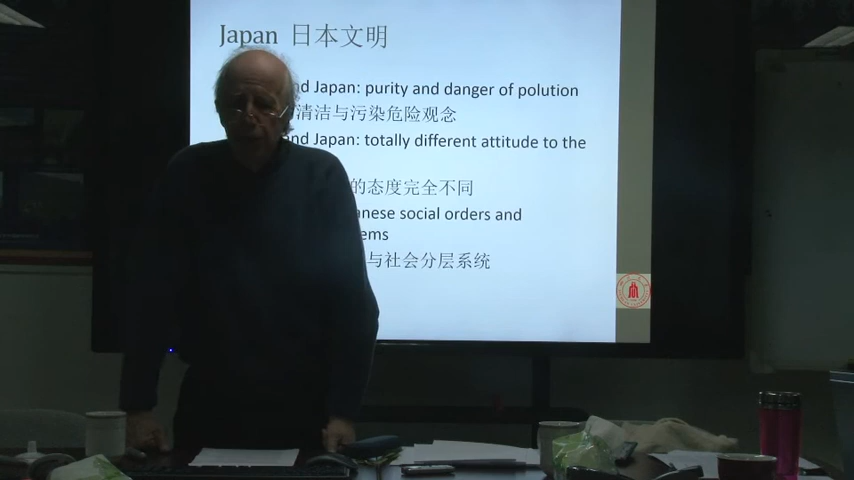 Japan 日本文明
nd Japan: purity and danger of polution
清洁与污染危险观念
and Japan: totally different attitude to the
的态度完全不同
anese social orders and
ems
与社会分层系统